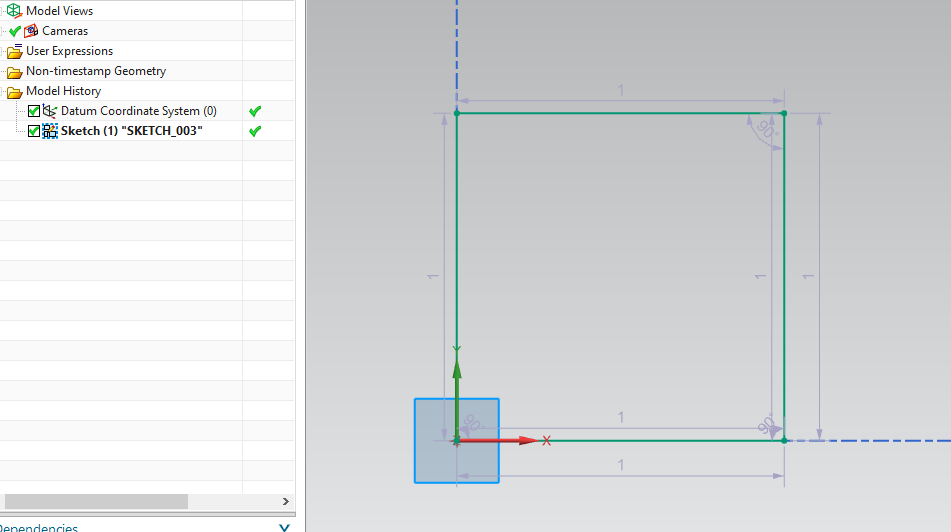 Model Views
Cameras
User Expressions
Non-timestamp Geometry
Model History
Datum Coordinate System (0)
Sketch (1) "SKETCH_003"
Dependencies
1
90°
1
1
1
Y
90°
1
90°
X
1